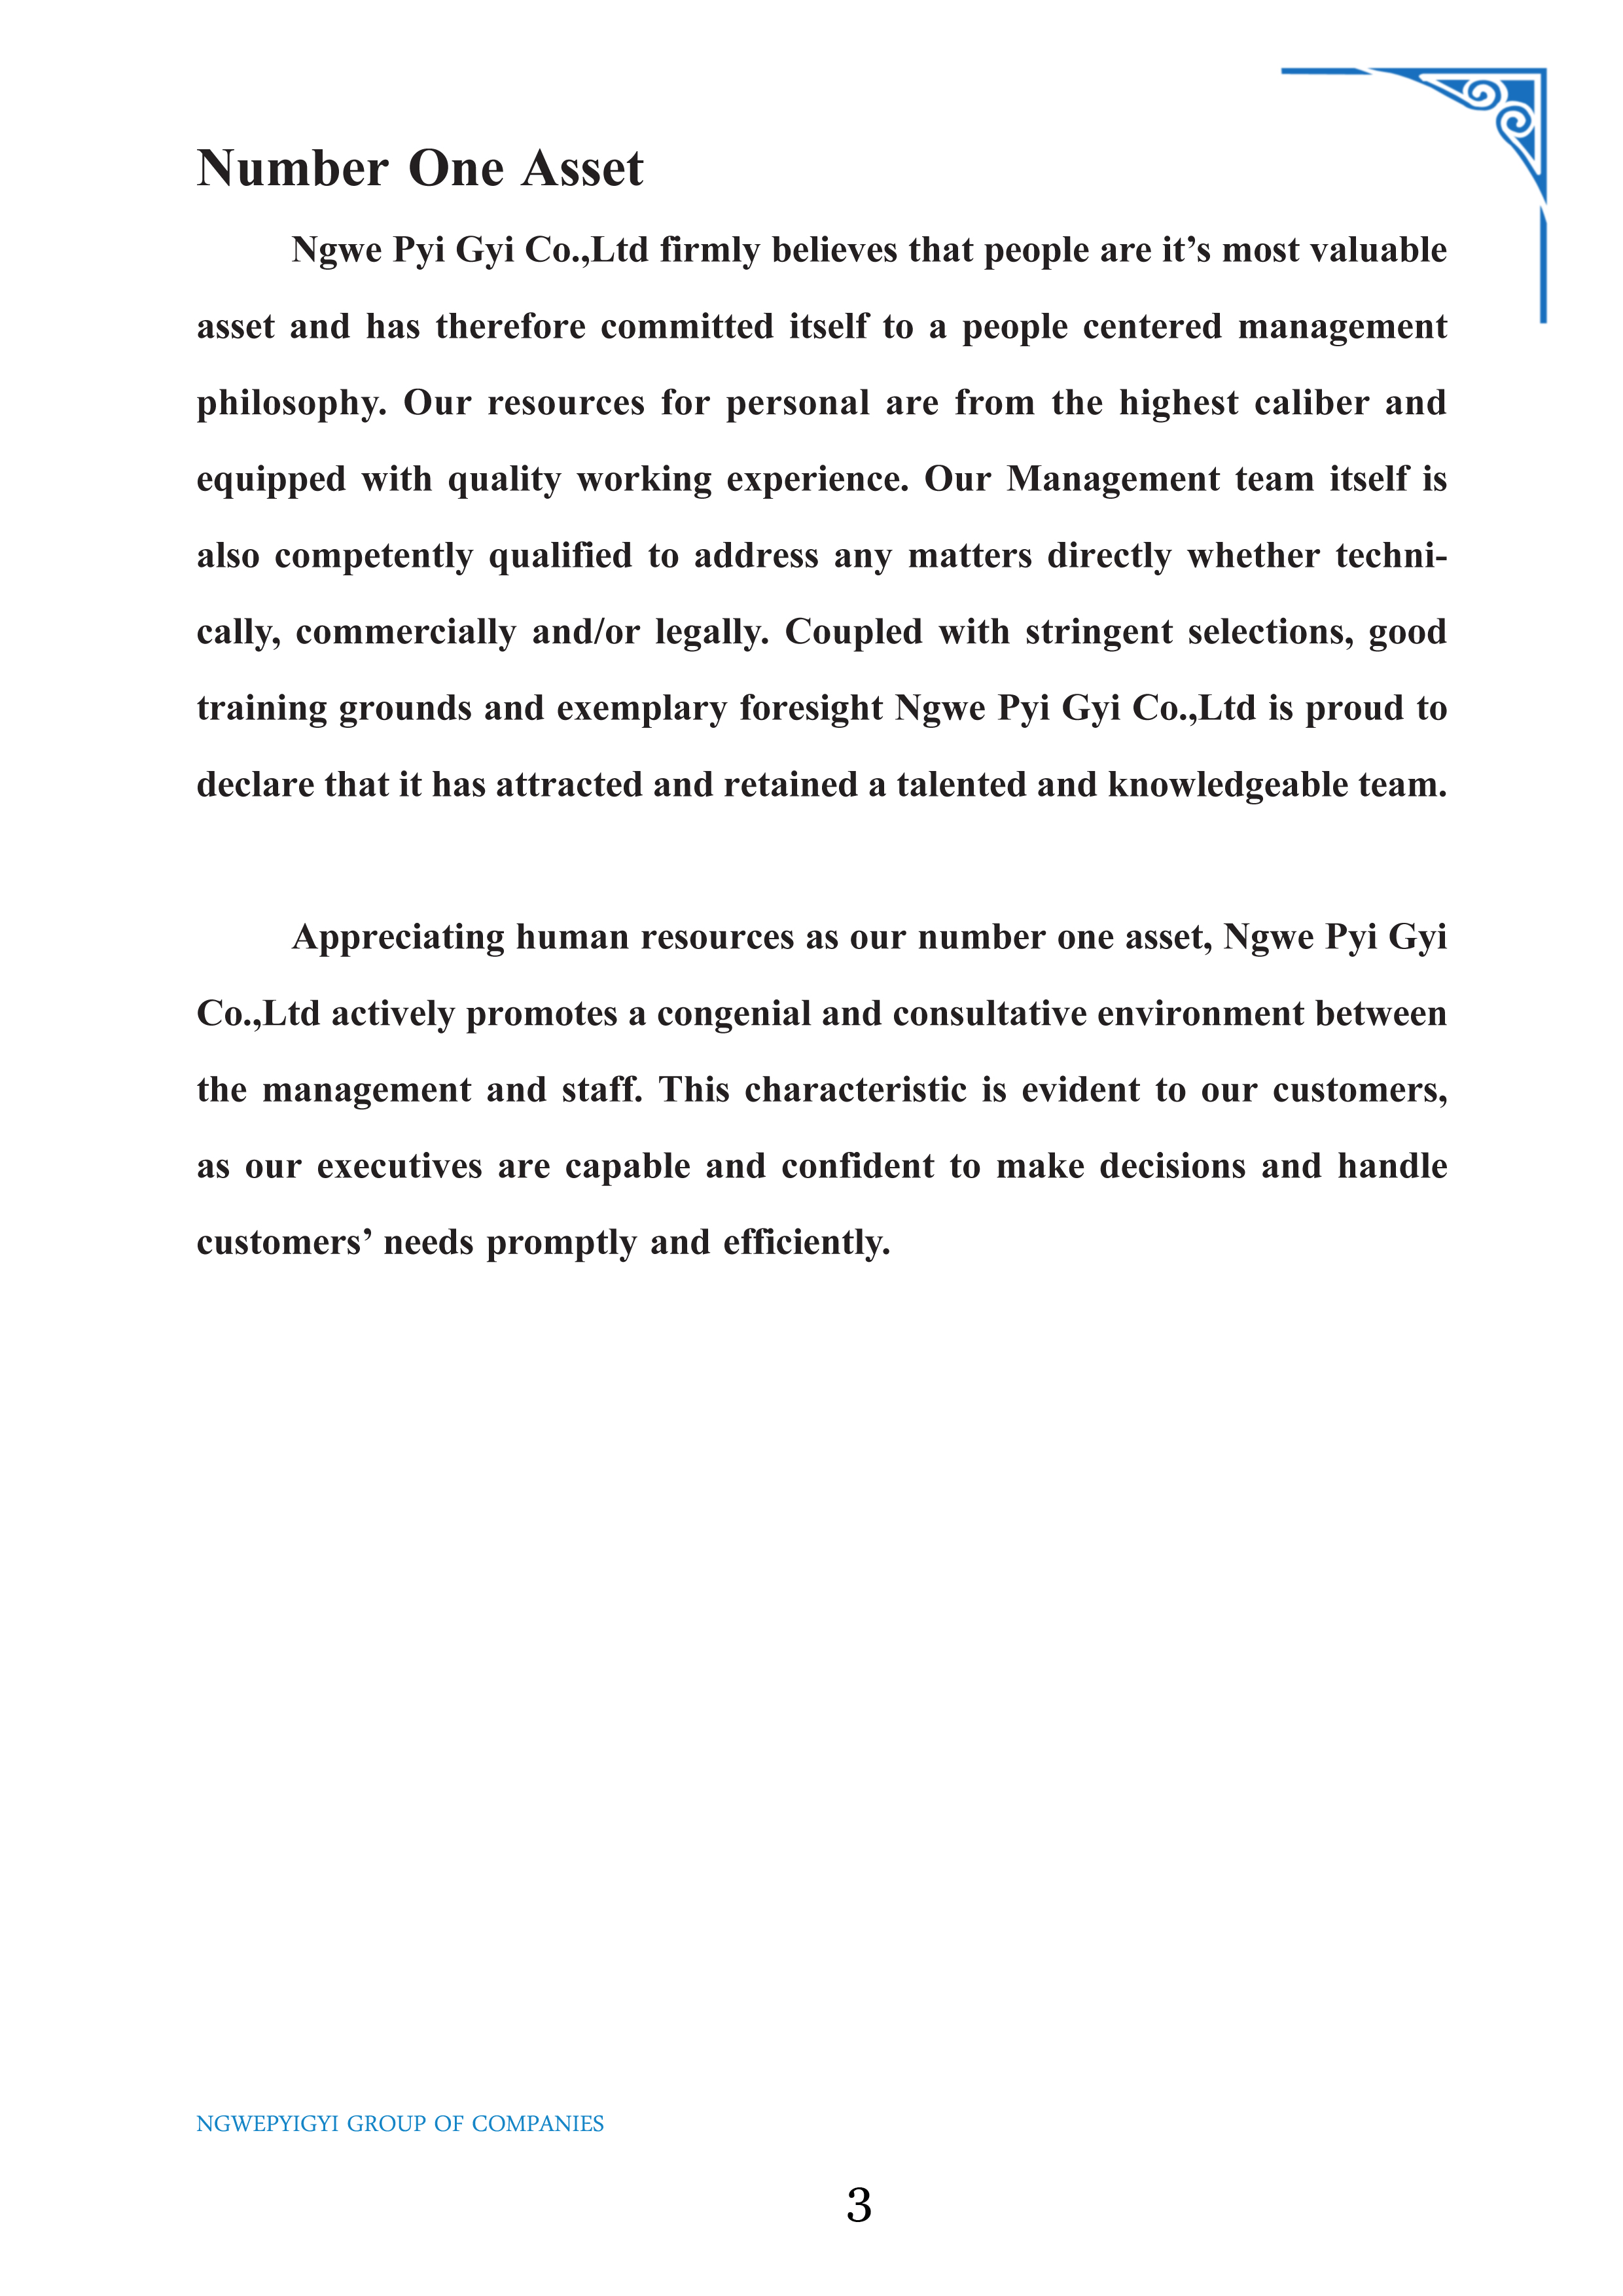 Number One Asset
Ngwe Pyi Gyi Co.,Ltd firmly believes that people are it’s most valuable
asset and has therefore committed itself to a people centered management
philosophy. Our resources for personal are from the highest caliber and
equipped with quality working experience. Our Management team itself is
also competently qualified to address any matters directly whether techni-
cally, commercially and/or legally. Coupled with stringent selections, good
training grounds and exemplary foresight Ngwe Pyi Gyi Co.,Ltd is proud to
declare that it has attracted and retained a talented and knowledgeable team.
Appreciating human resources as our number one asset, Ngwe Pyi Gyi
Co.,Ltd actively promotes a congenial and consultative environment between
the management and staff. This characteristic is evident to our customers,
as our executives are capable and confident to make decisions and handle
customers’ needs promptly and efficiently.
NGWEPYIGYI GROUP OF COMPANIES
3